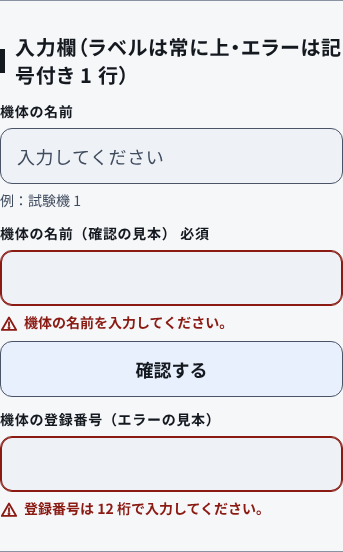 入力欄（ラベルは常に上・エラーは記
号付き 1 行）
機体の名前
入力してください
例：試験機 1
機体の名前（確認の見本） 必須
機体の名前を入力してください。
確認する
機体の登録番号（エラーの見本）
登録番号は 12 桁で入力してください。